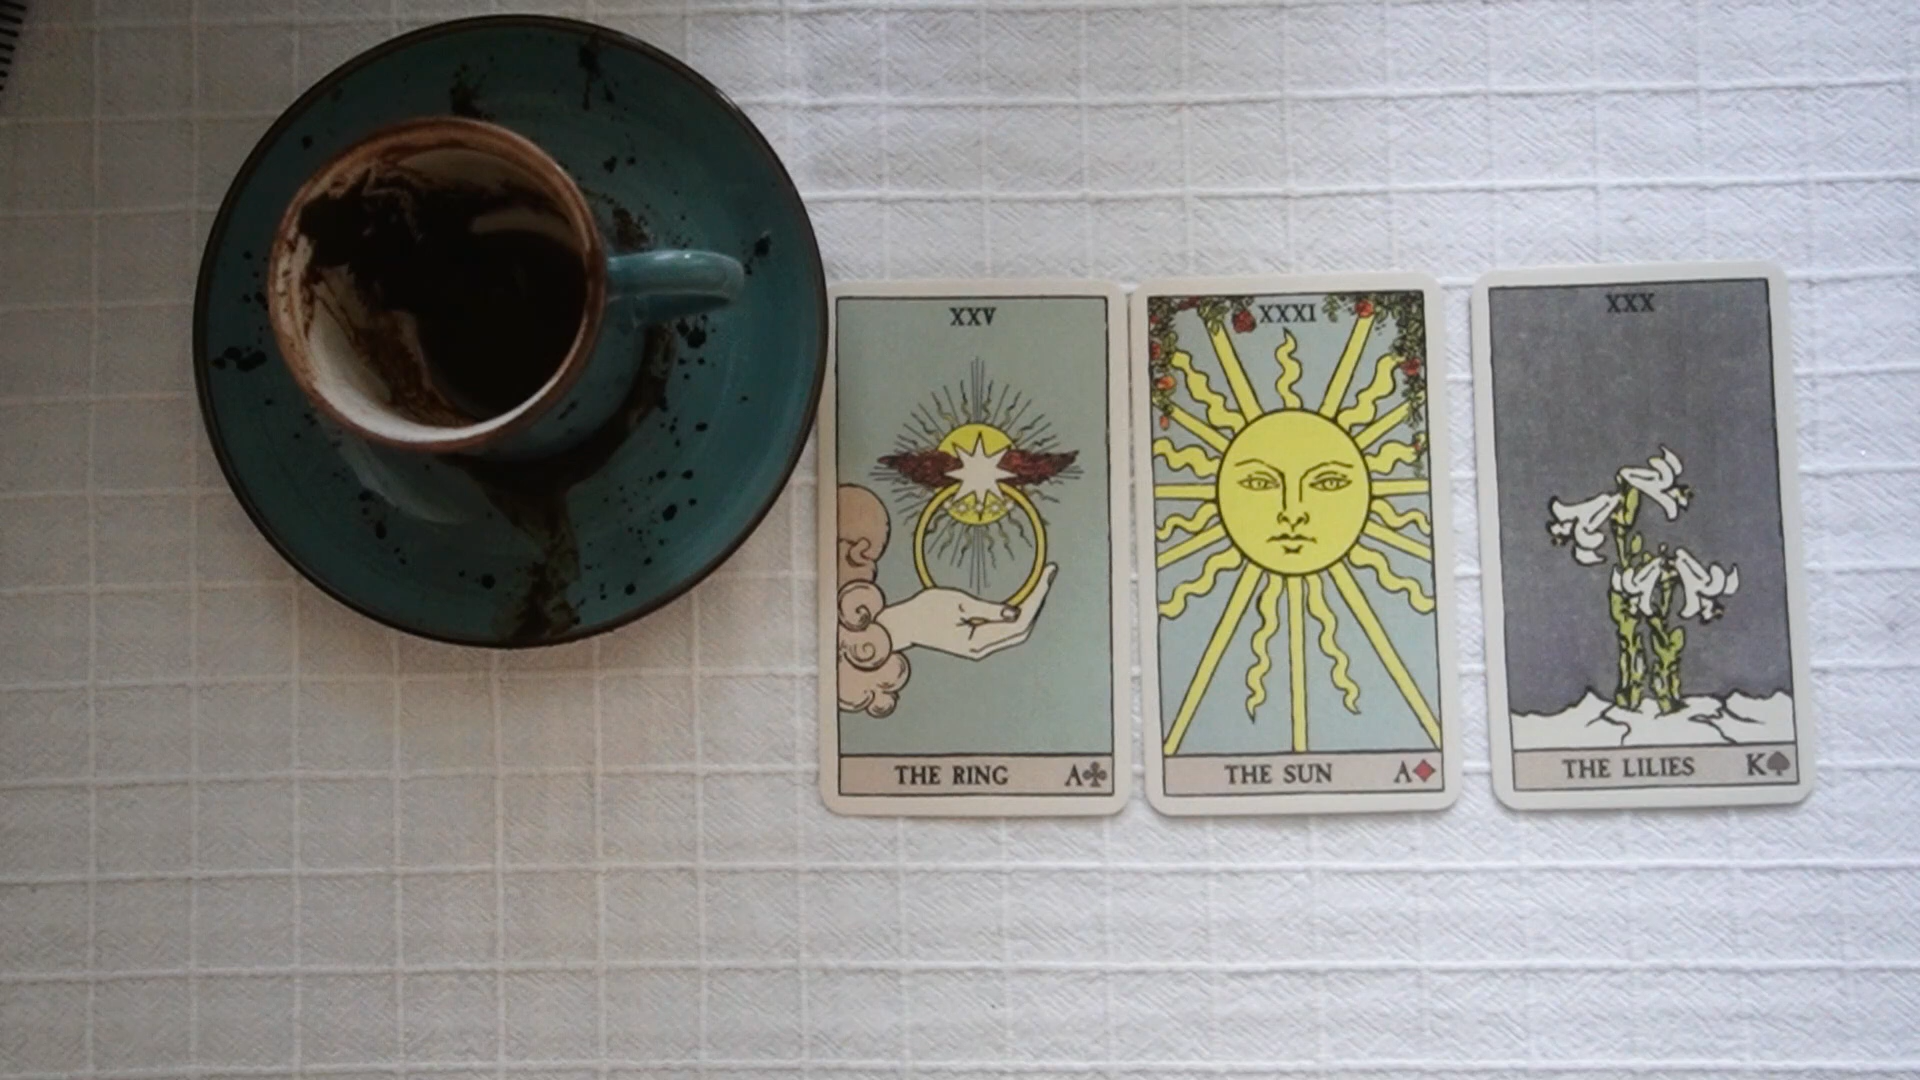 XXV
THE RING A♣
XXXI
THE SUN A♦
XXX
THE LILIES K♠